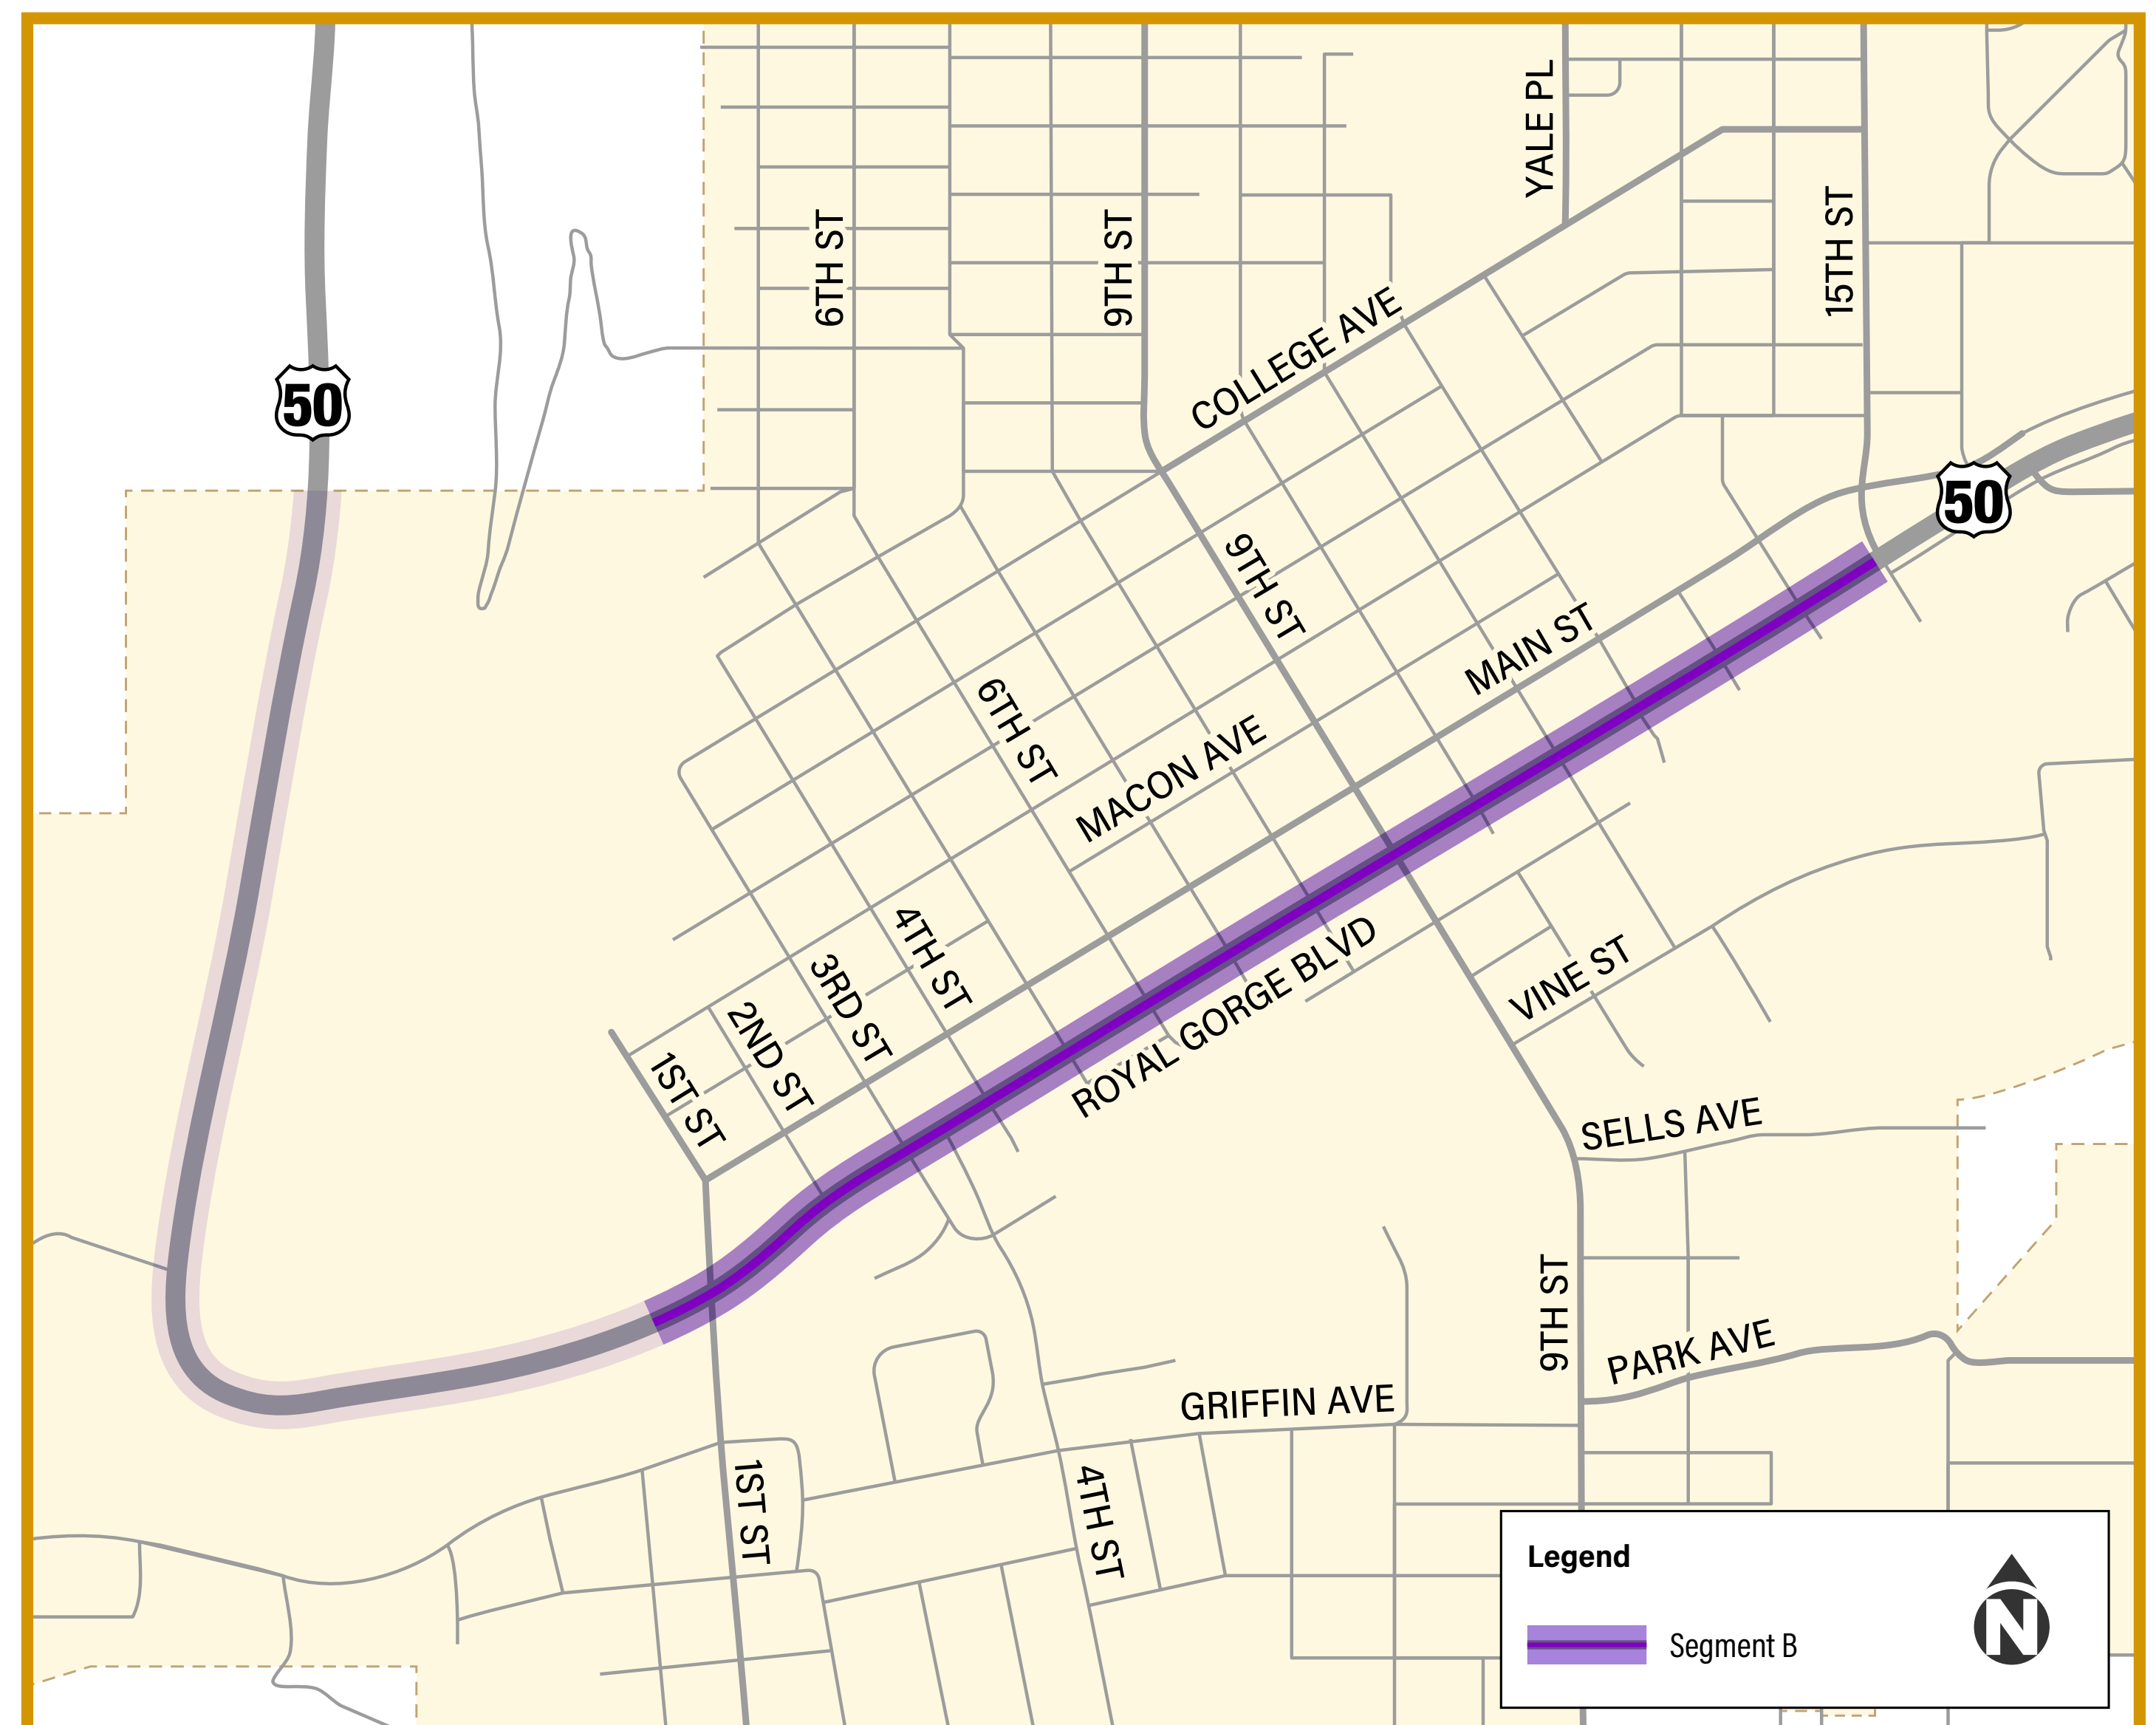 YALE PL
15TH ST
6TH ST
9TH ST
COLLEGE AVE
50
50
9TH ST
MAIN ST
6TH ST
MACON AVE
4TH ST
3RD ST
2ND ST
1ST ST
ROYAL GORGE BLVD
VINE ST
SELLS AVE
9TH ST
PARK AVE
GRIFFIN AVE
1ST ST
4TH ST
Legend
Segment B
N